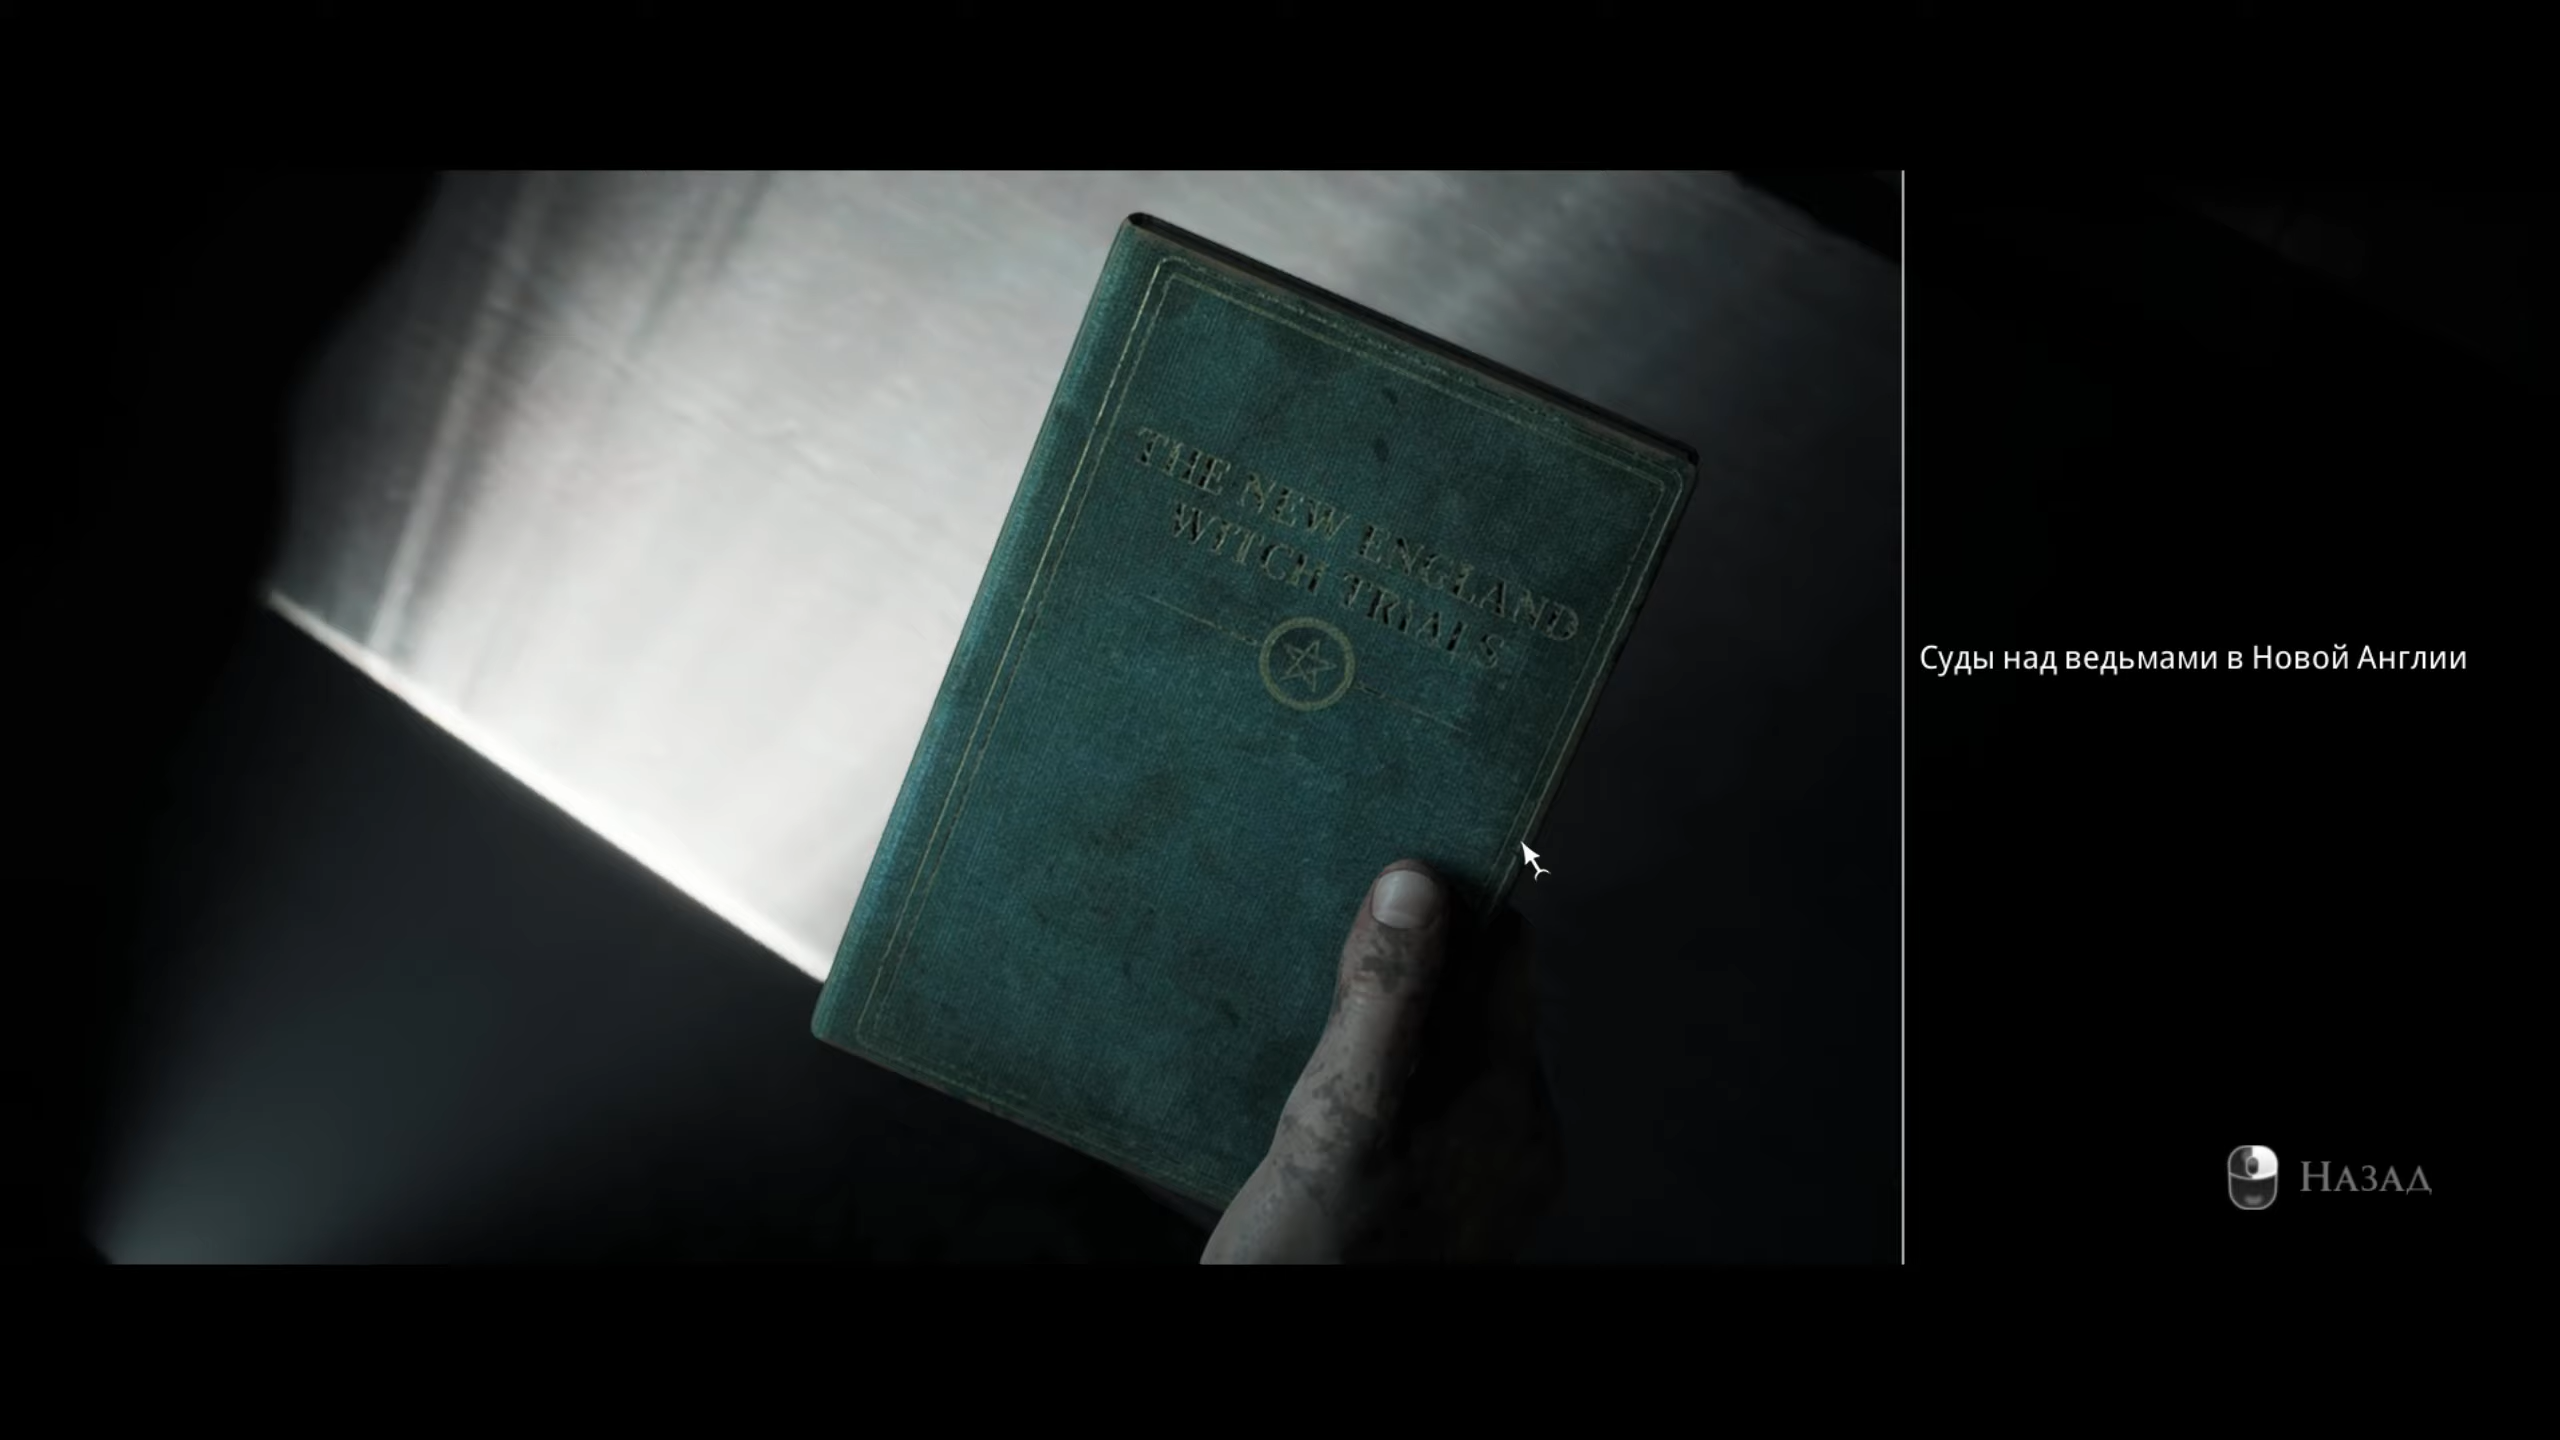 THE NEW ENGLAND
WITCH TRIALS
Суды над ведьмами в Новой Англии
Назад